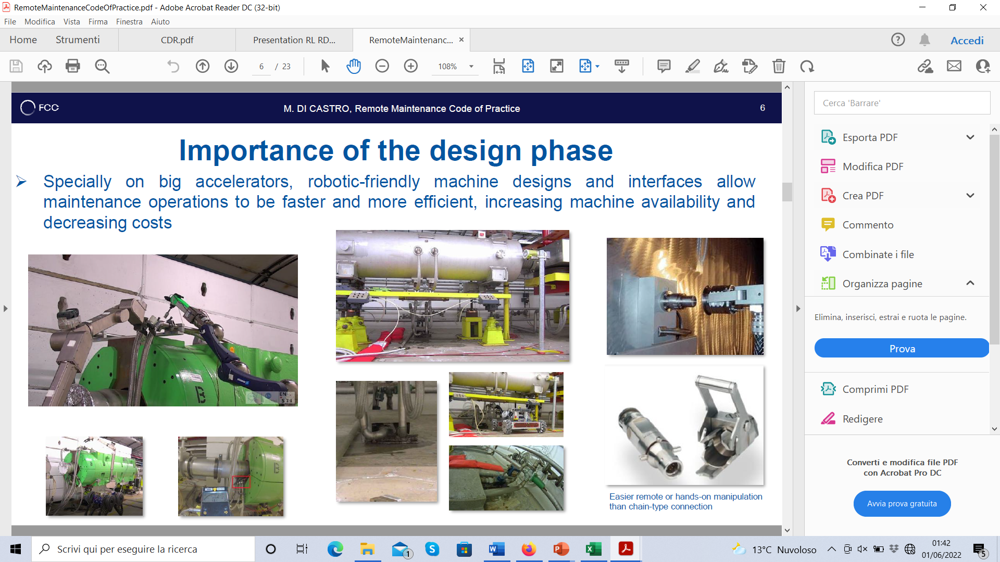 RemoteMaintenanceCodeOfPractice.pdf - Adobe Acrobat Reader DC (32-bit)
File Modifica Vista Firma Finestra Aiuto
Home Strumenti CDR.pdf Presentation RL RD... RemoteMaintenanc... Accedi
6 / 23 108%
FCC M. DI CASTRO, Remote Maintenance Code of Practice 6
Importance of the design phase
Specially on big accelerators, robotic-friendly machine designs and interfaces allow
maintenance operations to be faster and more efficient, increasing machine availability and
decreasing costs
B
EN
STI
B
B
Easier remote or hands-on manipulation
than chain-type connection
Cerca 'Barrare'
Esporta PDF
Modifica PDF
Crea PDF
Commento
Combinate i file
Organizza pagine
Elimina, inserisci, estrai e ruota le pagine.
Prova
Comprimi PDF
Redigere
Converti e modifica file PDF
con Acrobat Pro DC
Avvia prova gratuita
Scrivi qui per eseguire la ricerca
1
13°C Nuvoloso
01:42
01/06/2022
5